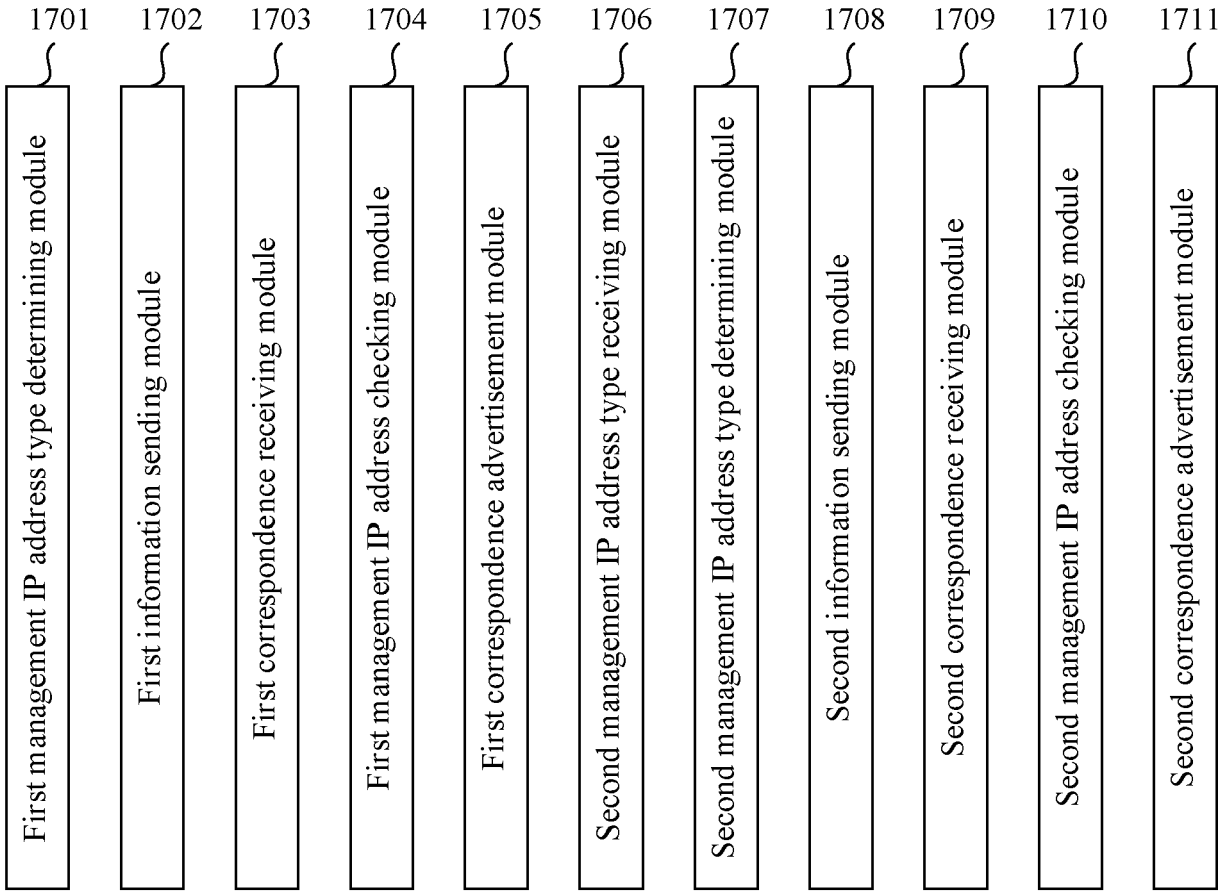 1701
1702
1703
1704
1705
1706
1707
1708
1709
1710
1711
First management IP address type determining module
First information sending module
First correspondence receiving module
First management IP address checking module
First correspondence advertisement module
Second management IP address type receiving module
Second management IP address type determining module
Second information sending module
Second correspondence receiving module
Second management IP address checking module
Second correspondence advertisement module